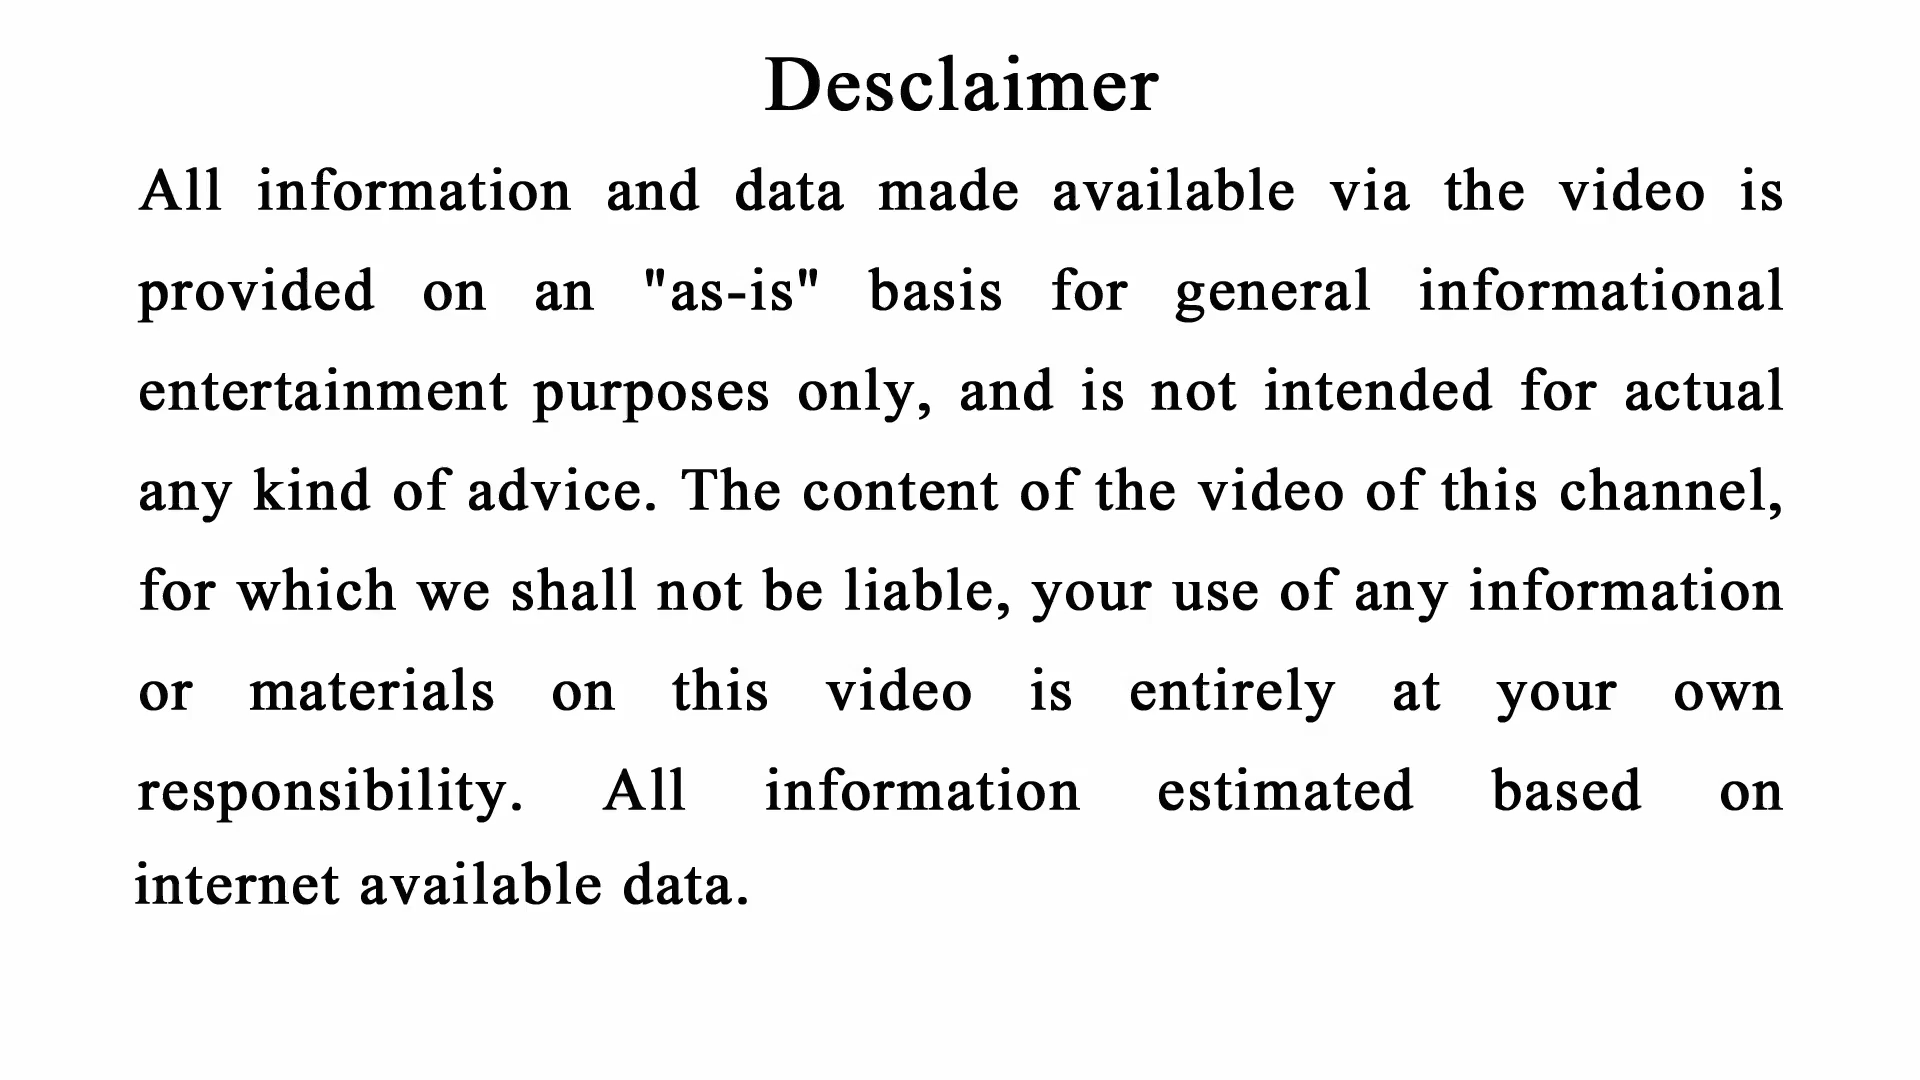 Desclaimer
All information and data made available via the video is
provided on an "as-is" basis for general informational
entertainment purposes only, and is not intended for actual
any kind of advice. The content of the video of this channel,
for which we shall not be liable, your use of any information
or materials on this video is entirely at your own
responsibility. All information estimated based on
internet available data.